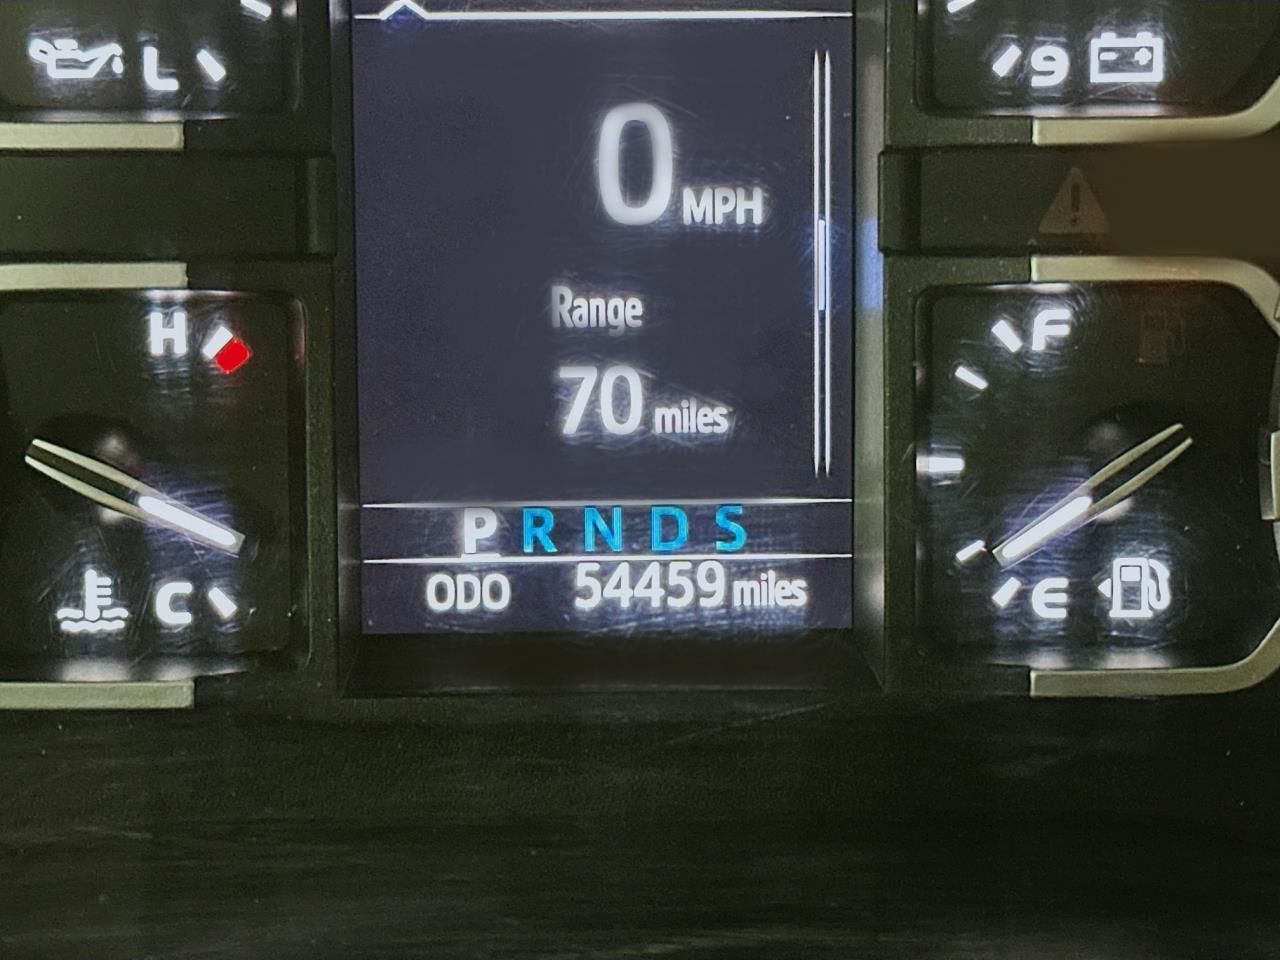 L
9
0 MPH
H
F
Range
70 miles
P R N D S
C
ODO 54459 miles
E